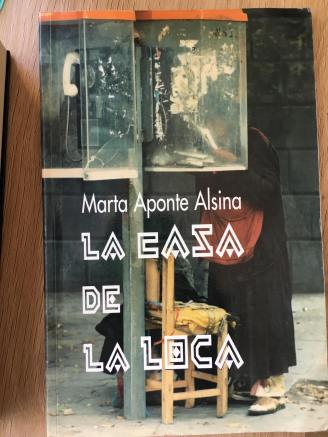 Marta Aponte Alsina
LA CASA
DE
LA LOCA